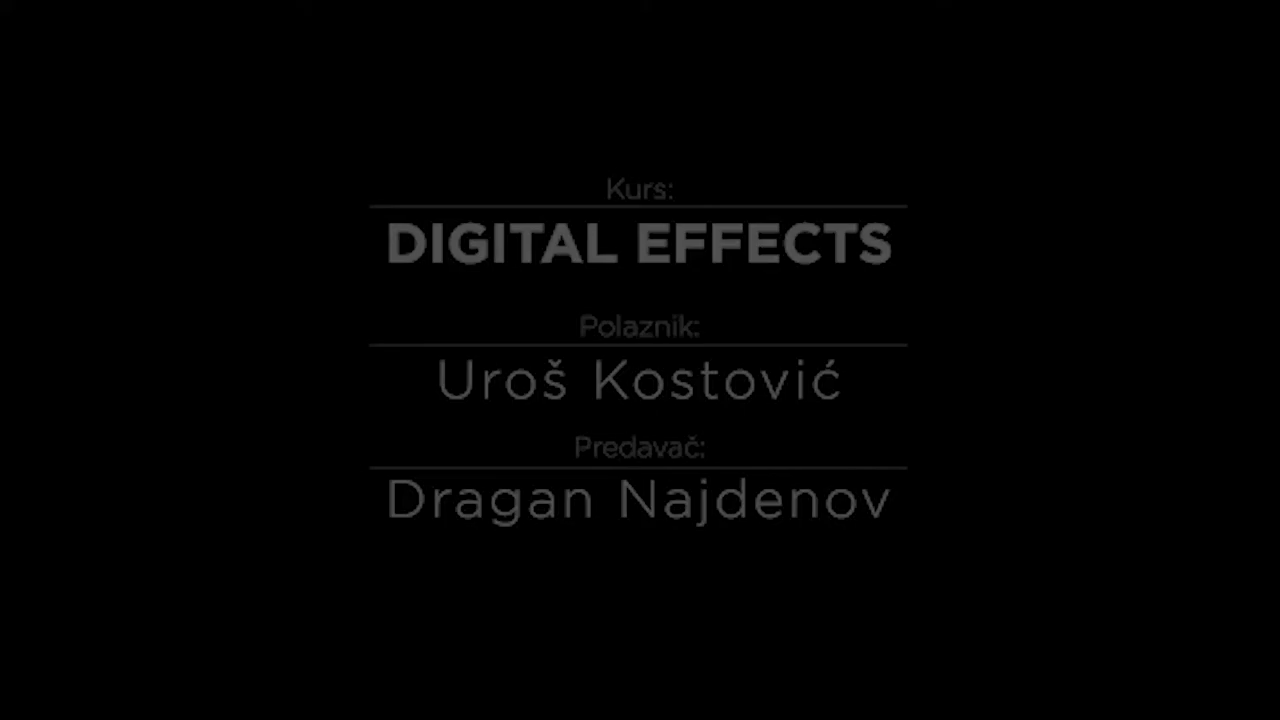 Kurs:
DIGITAL EFFECTS
Polaznik:
Uroš Kostović
Predavač:
Dragan Najdenov